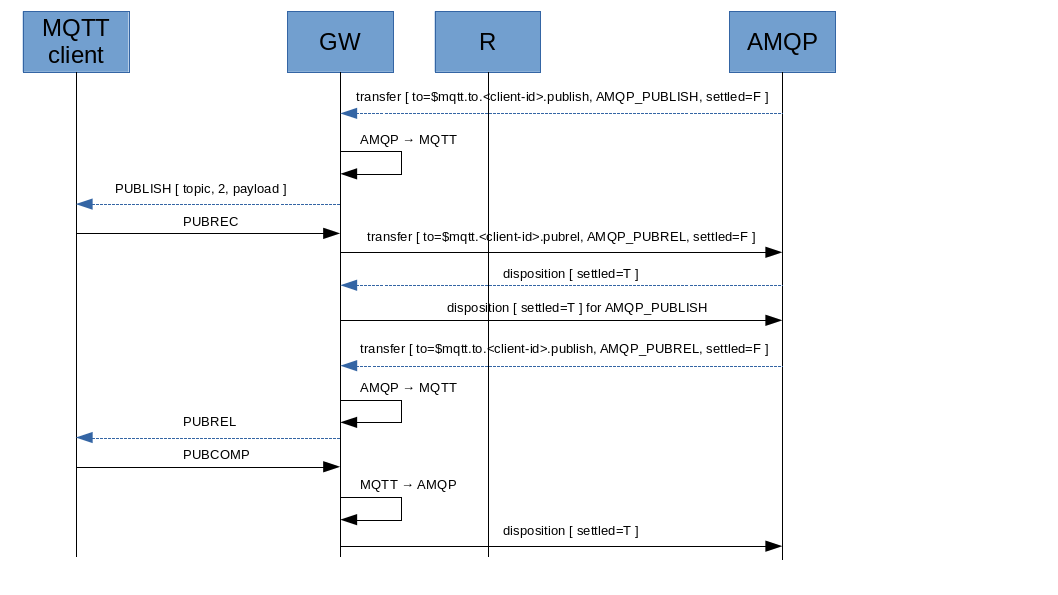 MQTT
client
GW
R
AMQP
transfer [ to=$mqtt.to.<client-id>.publish, AMQP_PUBLISH, settled=F ]
AMQP → MQTT
PUBLISH [ topic, 2, payload ]
PUBREC
transfer [ to=$mqtt.<client-id>.pubrel, AMQP_PUBREL, settled=F ]
disposition [ settled=T ]
disposition [ settled=T ] for AMQP_PUBLISH
transfer [ to=$mqtt.to.<client-id>.publish, AMQP_PUBREL, settled=F ]
AMQP → MQTT
PUBREL
PUBCOMP
MQTT → AMQP
disposition [ settled=T ]